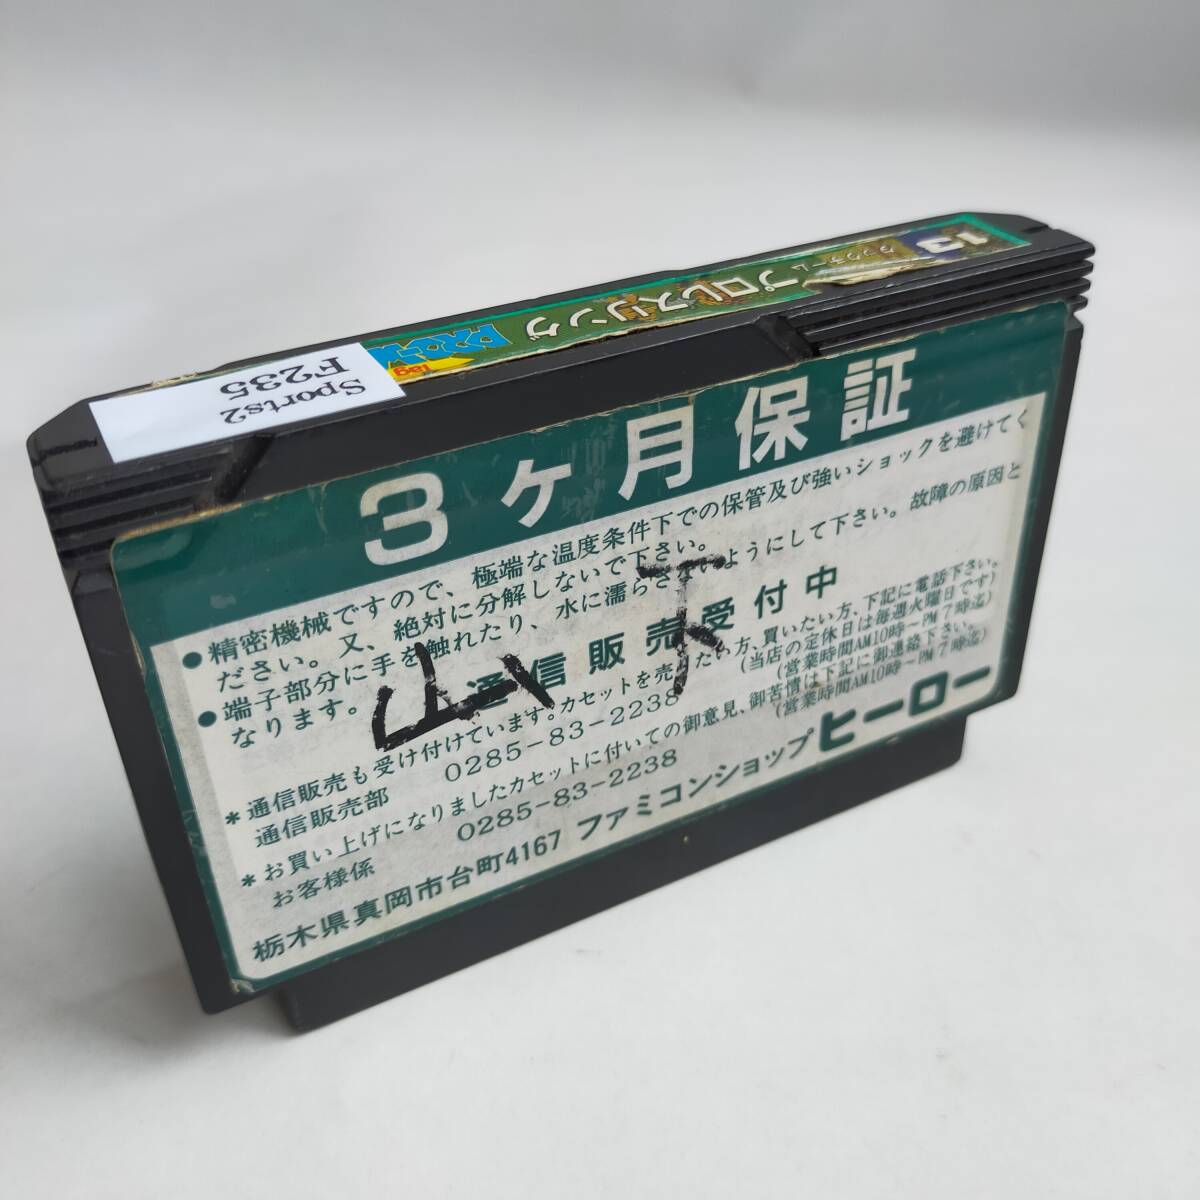 13
タッグチーム プロレスリング
Tag
Sports2
F235
3ヶ月保証
●精密機械ですので、極端な温度条件下での保管及び強いショックを避けてく
ださい。又、絶対に分解しないで下さい。
●端子部分に手を触れたり、水に濡らさないようにして下さい。故障の原因と
なります。
通信販売受付中
山下
＊通信販売も受け付けています。カセットを売りたい方、買いたい方、下記に電話下さい。
通信販売部 0285-83-2238 (当店の定休日は毎週火曜日です)
(営業時間AM10時〜PM7時迄)
＊お買い上げになりましたカセットに付いての御意見、御苦情は下記に御連絡下さい。
お客様係 0285-83-2238 (営業時間AM10時〜PM7時迄)
栃木県真岡市台町4167 ファミコンショップ ヒーロー